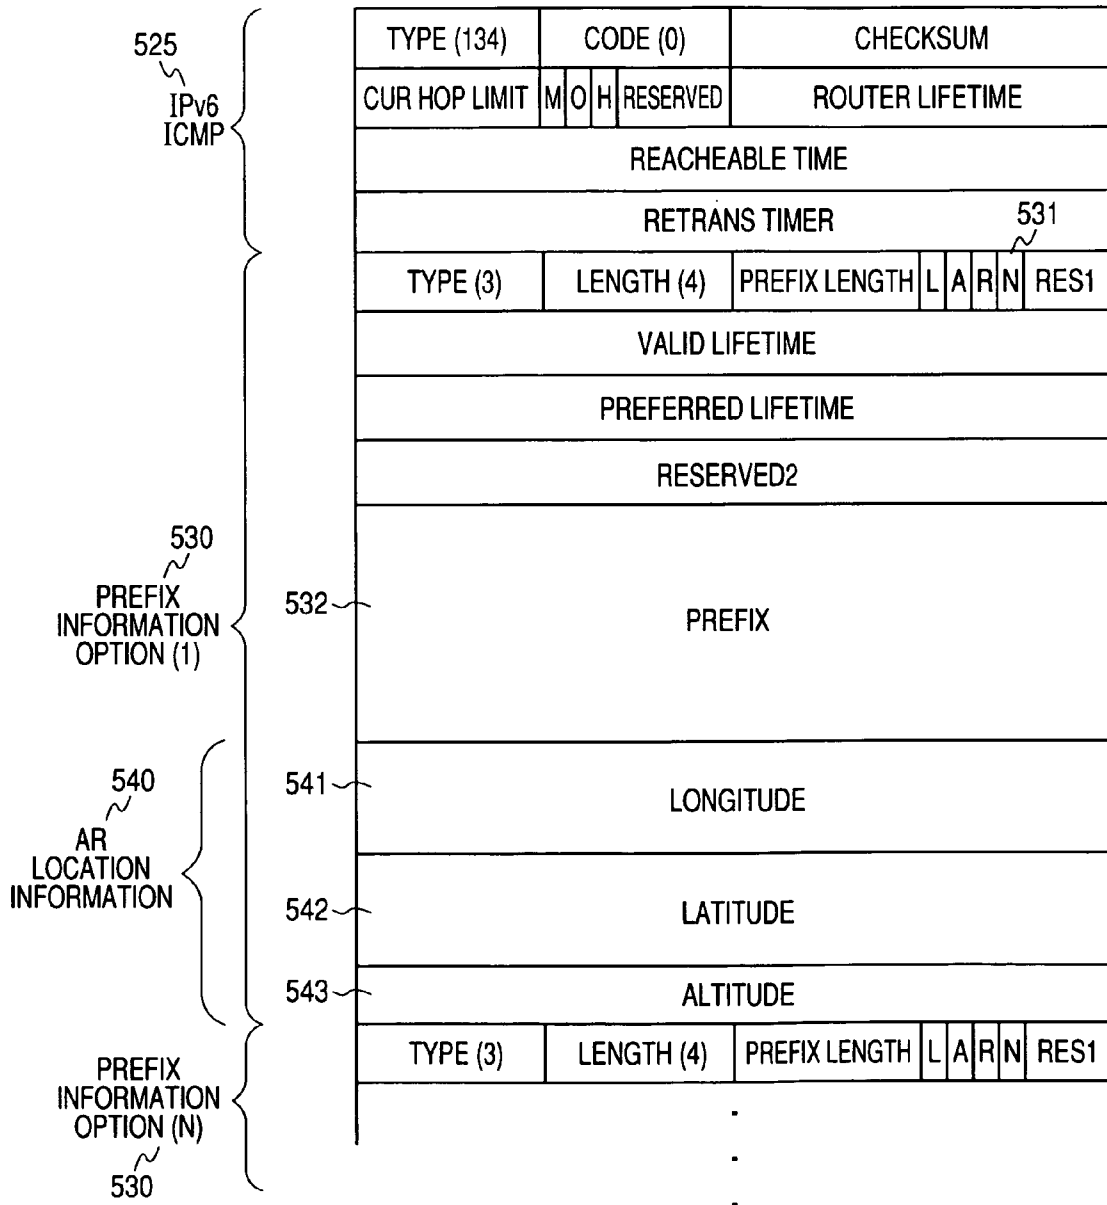 TYPE (134) CODE (0) CHECKSUM
525
IPv6
ICMP
CUR HOP LIMIT M O H RESERVED ROUTER LIFETIME
REACHEABLE TIME
RETRANS TIMER
531
TYPE (3) LENGTH (4) PREFIX LENGTH L A R N RES1
VALID LIFETIME
PREFERRED LIFETIME
RESERVED2
530
PREFIX
INFORMATION
OPTION (1)
532
PREFIX
540
AR
LOCATION
INFORMATION
541
LONGITUDE
542
LATITUDE
543
ALTITUDE
TYPE (3) LENGTH (4) PREFIX LENGTH L A R N RES1
PREFIX
INFORMATION
OPTION (N)
530